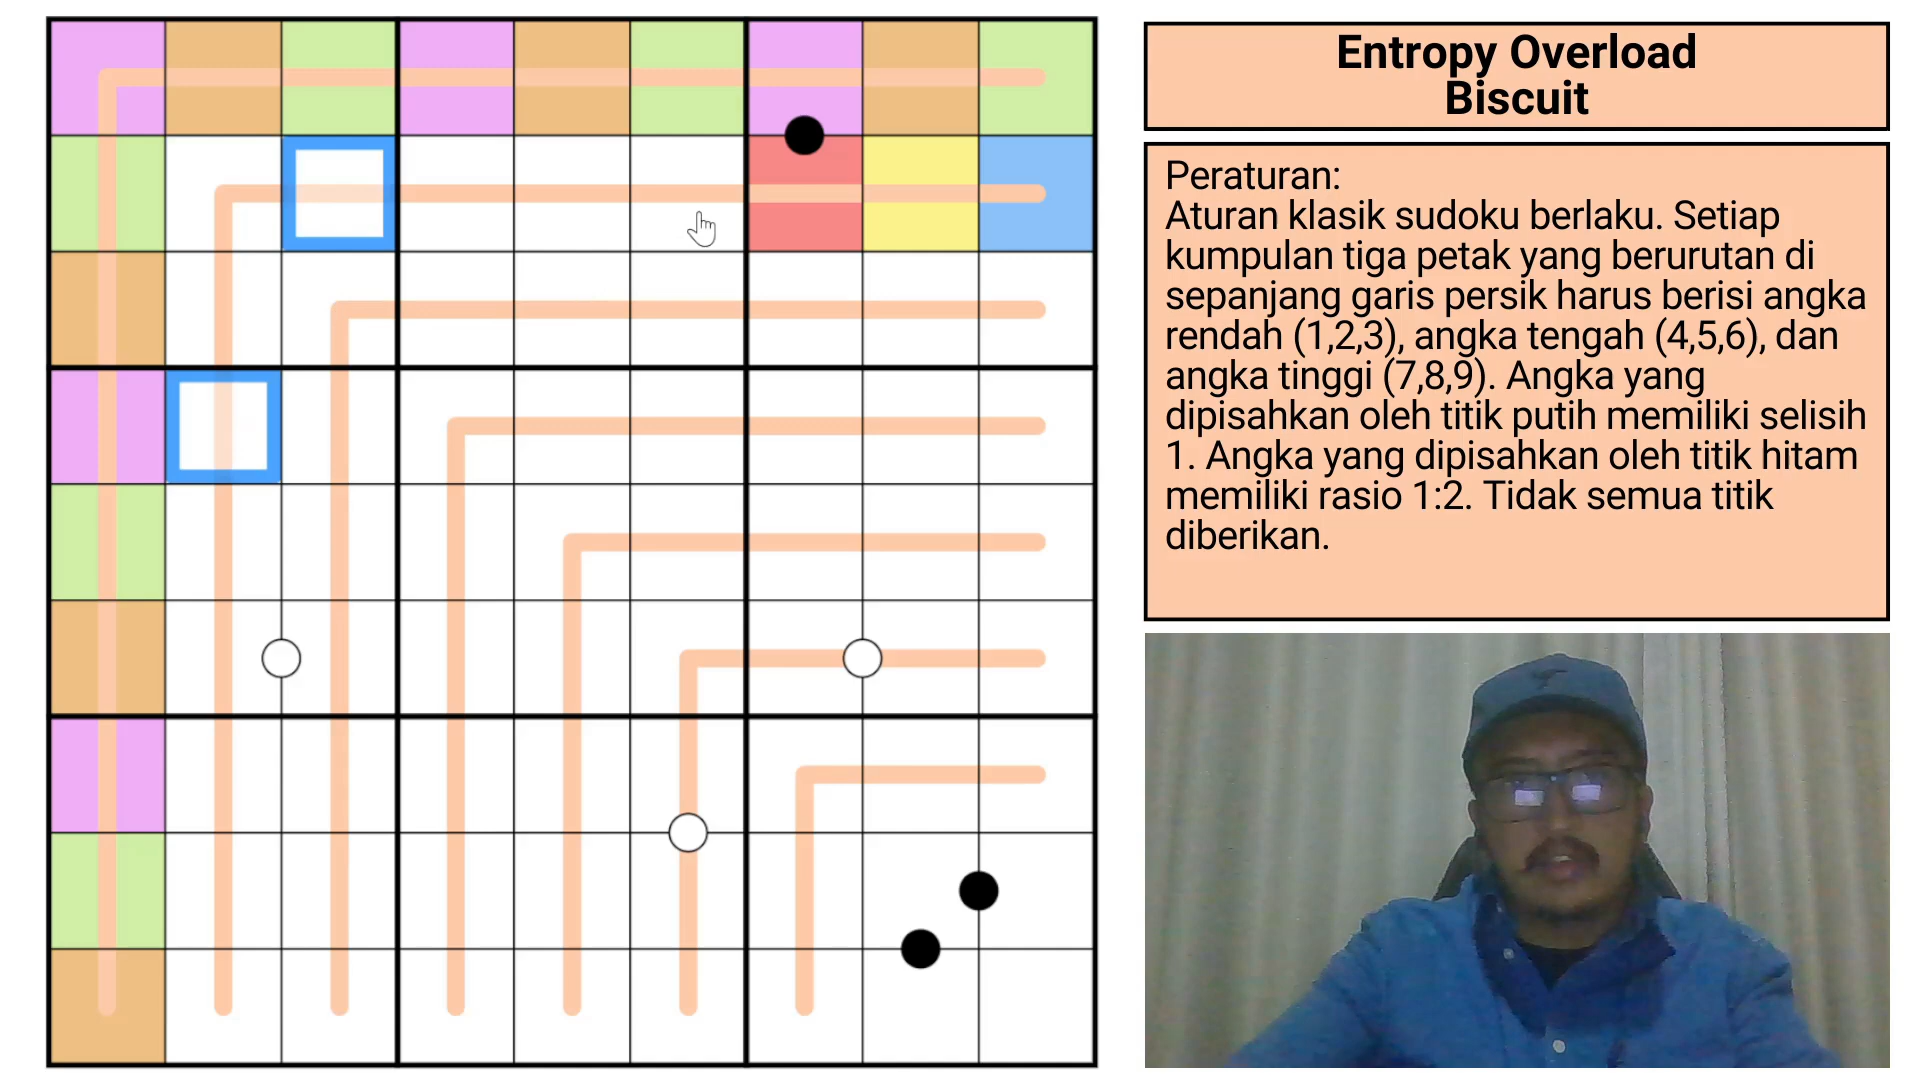 Entropy Overload
Biscuit
Peraturan:
Aturan klasik sudoku berlaku. Setiap
kumpulan tiga petak yang berurutan di
sepanjang garis persik harus berisi angka
rendah (1,2,3), angka tengah (4,5,6), dan
angka tinggi (7,8,9). Angka yang
dipisahkan oleh titik putih memiliki selisih
1. Angka yang dipisahkan oleh titik hitam
memiliki rasio 1:2. Tidak semua titik
diberikan.